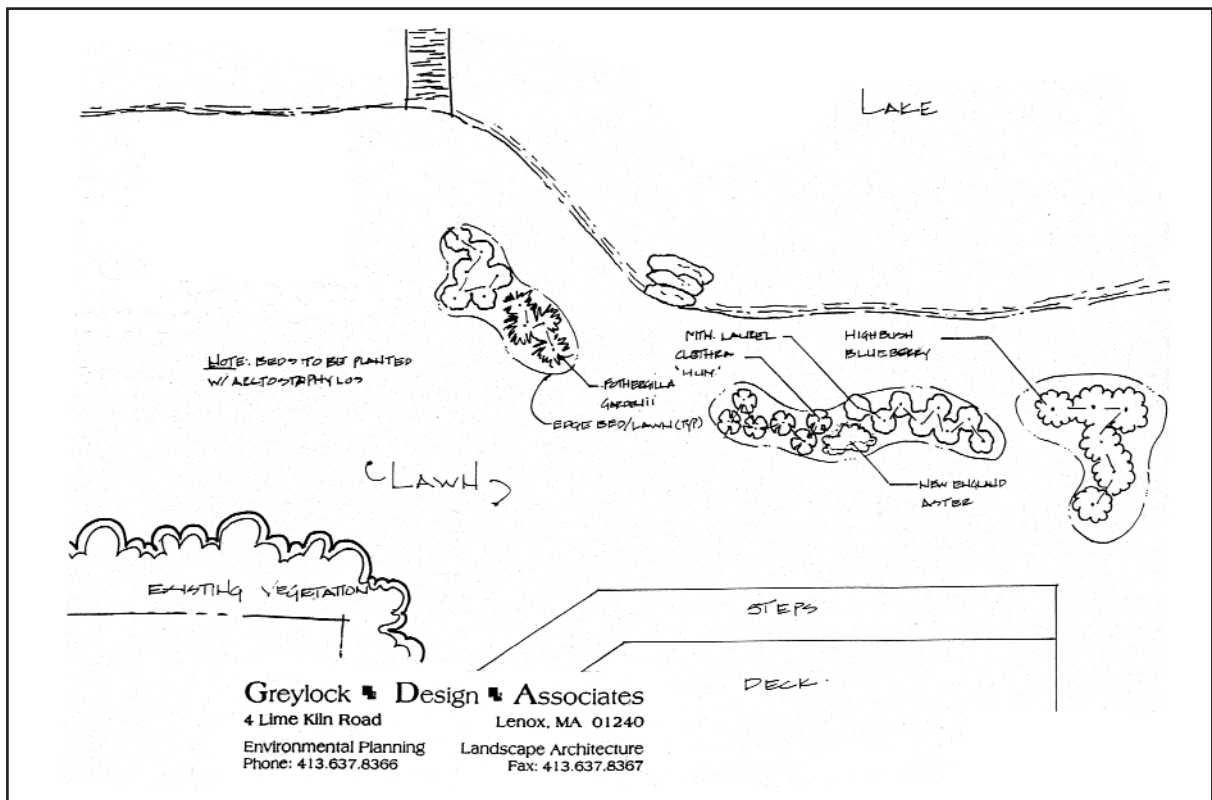 LAKE
MTN. LAUREL
CLETHRA
'HUM.'
HIGHBUSH
BLUEBERRY
NOTE: BEDS TO BE PLANTED
W/ ARCTOSTAPHYLOS
FOTHERGILLA
GARDENII
EDGE BED/LAWN (TYP)
LAWN
NEW ENGLAND
ASTER
EXISTING VEGETATION
STEPS
DECK.
Greylock Design Associates
4 Lime Kiln Road Lenox, MA 01240
Environmental Planning Landscape Architecture
Phone: 413.637.8366 Fax: 413.637.8367